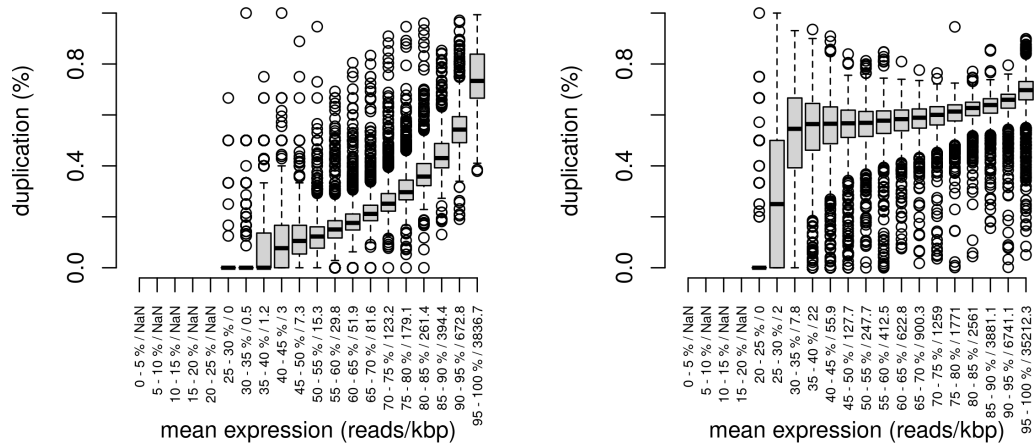 duplication (%)
0.0
0.4
0.8
0 - 5 % / NaN
5 - 10 % / NaN
10 - 15 % / NaN
15 - 20 % / NaN
20 - 25 % / NaN
25 - 30 % / 0
30 - 35 % / 0.5
35 - 40 % / 1.2
40 - 45 % / 3
45 - 50 % / 7.3
50 - 55 % / 15.3
55 - 60 % / 29.8
60 - 65 % / 51.9
65 - 70 % / 81.6
70 - 75 % / 123.2
75 - 80 % / 179.1
80 - 85 % / 261.4
85 - 90 % / 394.4
90 - 95 % / 672.8
95 - 100 % / 3836.7
mean expression (reads/kbp)
duplication (%)
0.0
0.4
0.8
0 - 5 % / NaN
5 - 10 % / NaN
10 - 15 % / NaN
15 - 20 % / NaN
20 - 25 % / 0
25 - 30 % / 2
30 - 35 % / 7.8
35 - 40 % / 22
40 - 45 % / 55.9
45 - 50 % / 127.7
50 - 55 % / 247.7
55 - 60 % / 412.5
60 - 65 % / 622.8
65 - 70 % / 900.3
70 - 75 % / 1259
75 - 80 % / 1771
80 - 85 % / 2561
85 - 90 % / 3881.1
90 - 95 % / 6741.1
95 - 100 % / 35212.3
mean expression (reads/kbp)